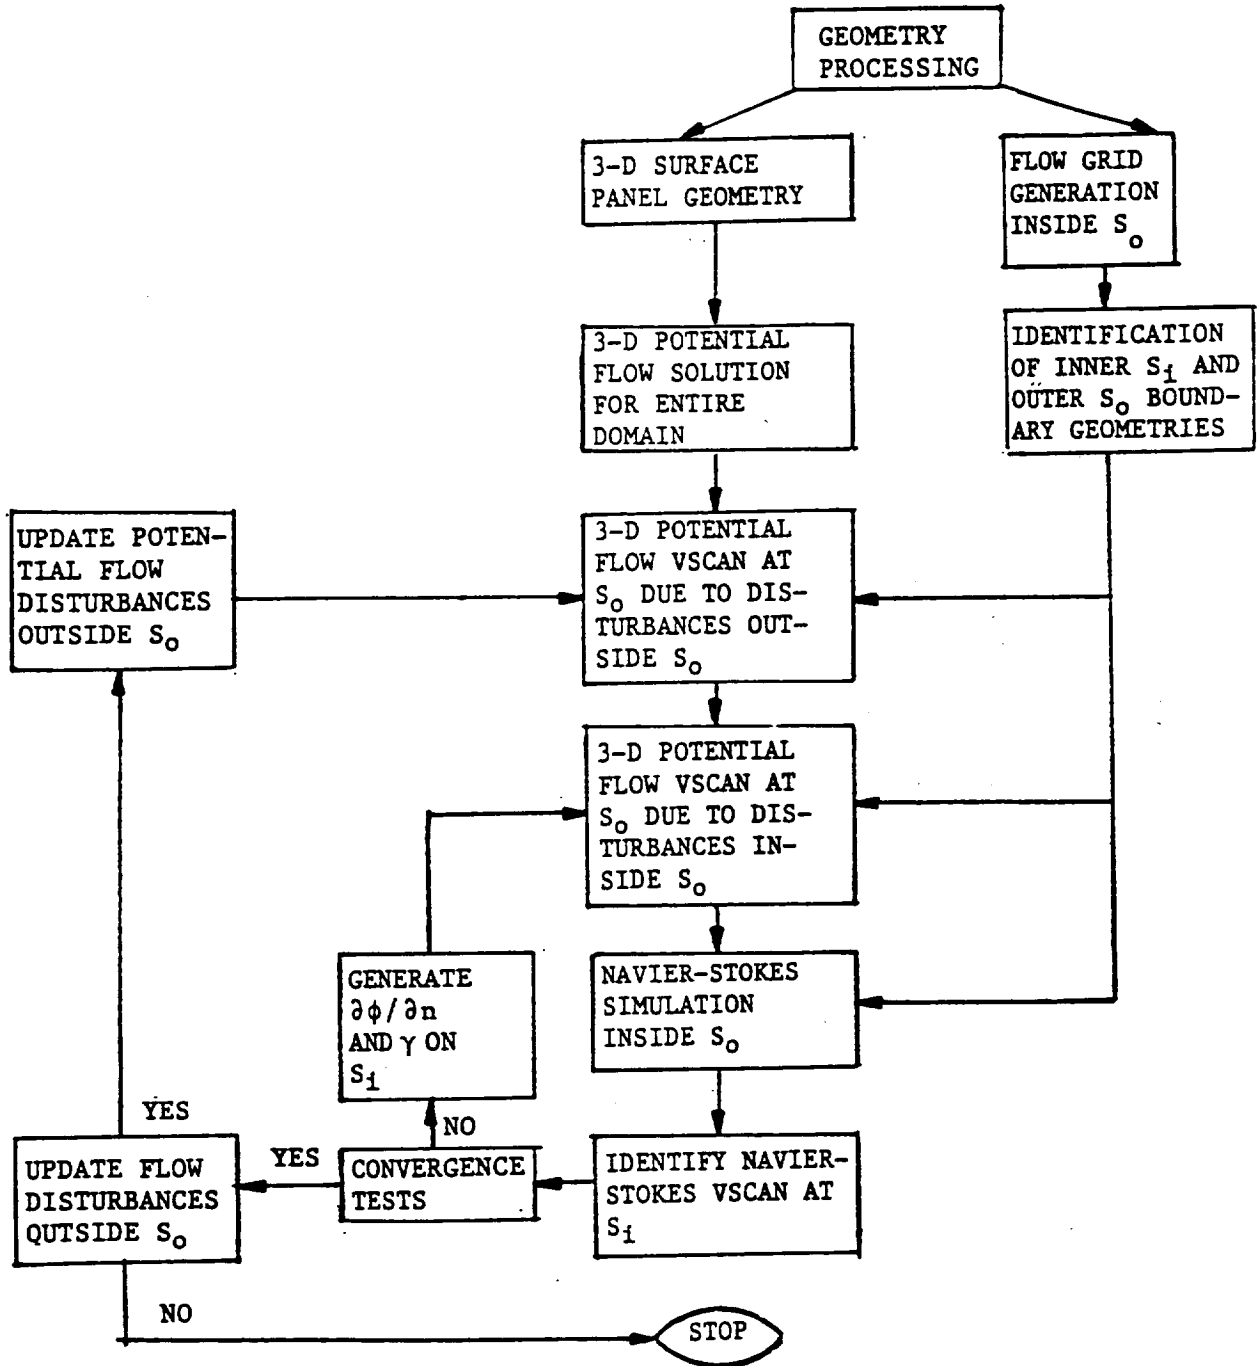 GEOMETRY
PROCESSING
3-D SURFACE
PANEL GEOMETRY
FLOW GRID
GENERATION
INSIDE So
3-D POTENTIAL
FLOW SOLUTION
FOR ENTIRE
DOMAIN
IDENTIFICATION
OF INNER Si AND
OUTER So BOUND-
ARY GEOMETRIES
UPDATE POTEN-
TIAL FLOW
DISTURBANCES
OUTSIDE So
3-D POTENTIAL
FLOW VSCAN AT
So DUE TO DIS-
TURBANCES OUT-
SIDE So
3-D POTENTIAL
FLOW VSCAN AT
So DUE TO DIS-
TURBANCES IN-
SIDE So
GENERATE
∂ϕ/∂n
AND γ ON
Si
NAVIER-STOKES
SIMULATION
INSIDE So
YES
NO
UPDATE FLOW
DISTURBANCES
QUTSIDE So
YES
CONVERGENCE
TESTS
IDENTIFY NAVIER-
STOKES VSCAN AT
Si
NO
STOP